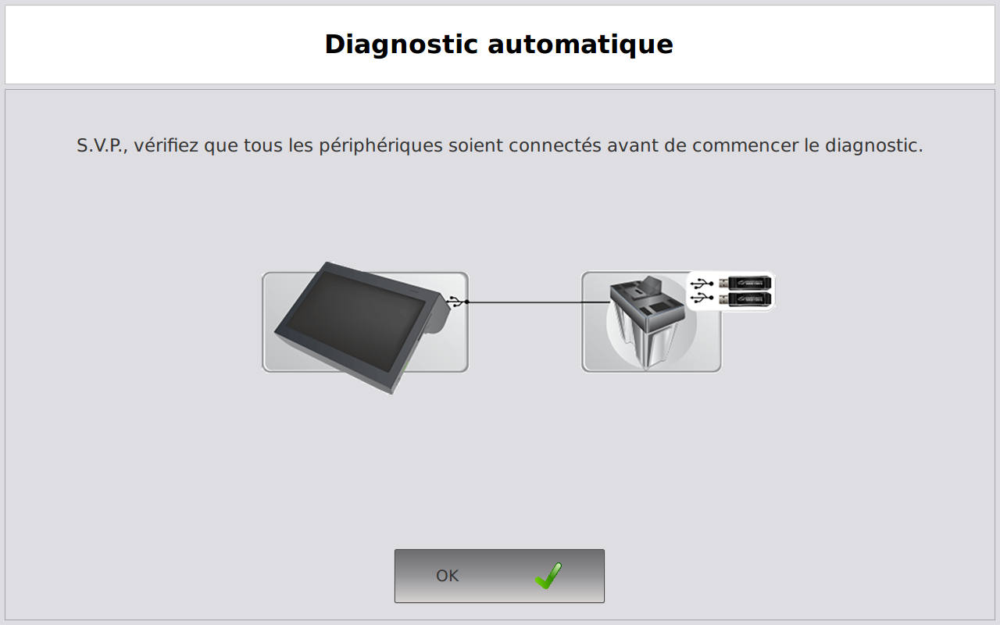 Diagnostic automatique
S.V.P., vérifiez que tous les périphériques soient connectés avant de commencer le diagnostic.
OK